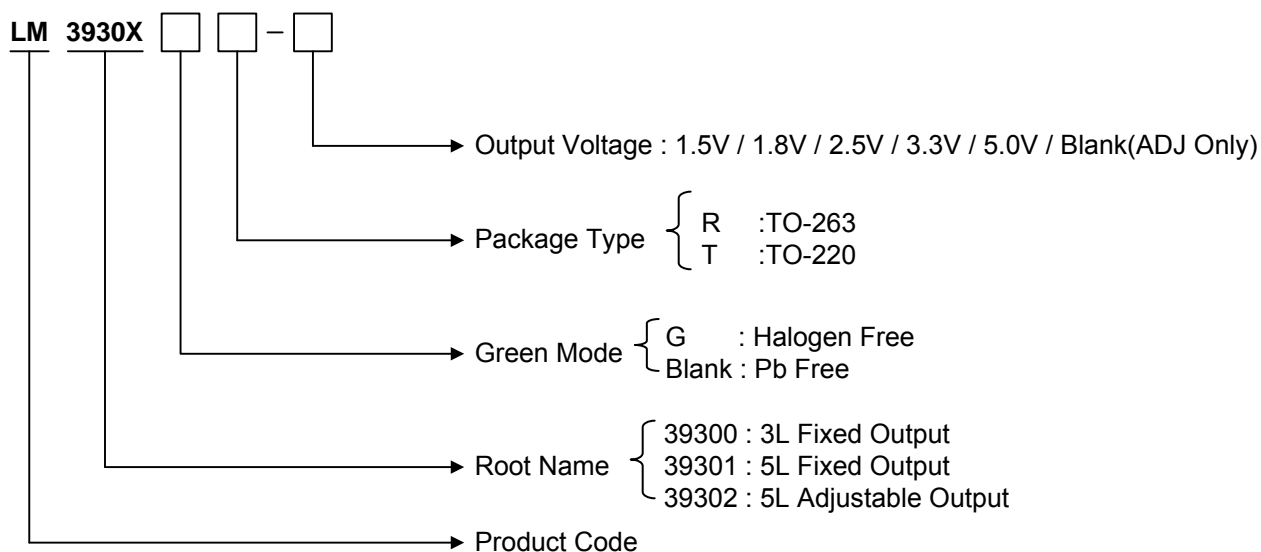 LM 3930X –
Output Voltage : 1.5V / 1.8V / 2.5V / 3.3V / 5.0V / Blank(ADJ Only)
Package Type
R :TO-263
T :TO-220
Green Mode
G : Halogen Free
Blank : Pb Free
Root Name
39300 : 3L Fixed Output
39301 : 5L Fixed Output
39302 : 5L Adjustable Output
Product Code